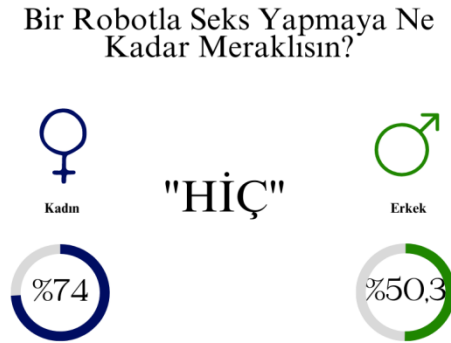 Bir Robotla Seks Yapmaya Ne
Kadar Meraklısın?
"HİÇ"
Kadın
Erkek
%74
%50,3